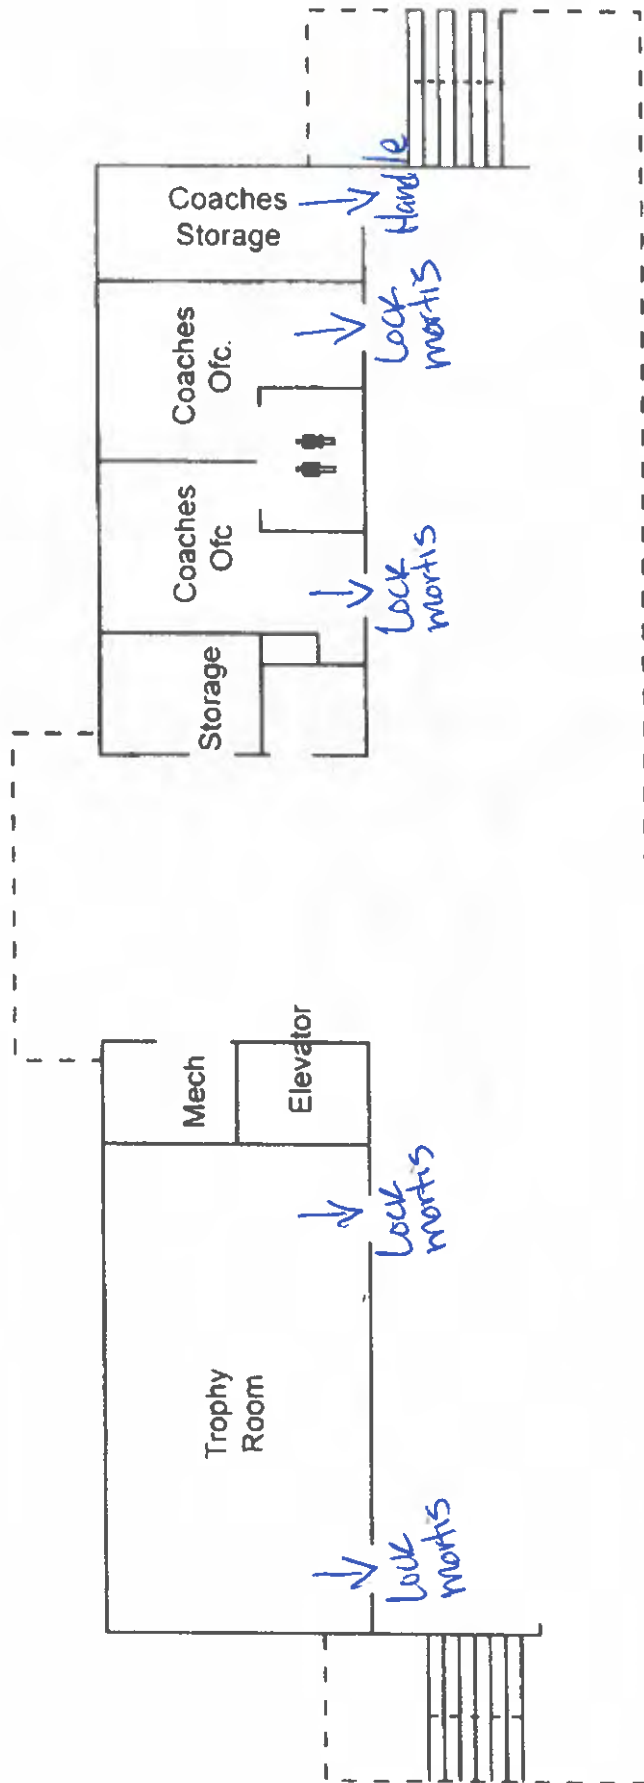 Coaches
Storage
Handle
Coaches
Ofc.
Lock
mortis
Coaches
Ofc
Lock
mortis
Storage
Mech
Elevator
Lock
mortis
Trophy
Room
Lock
mortis